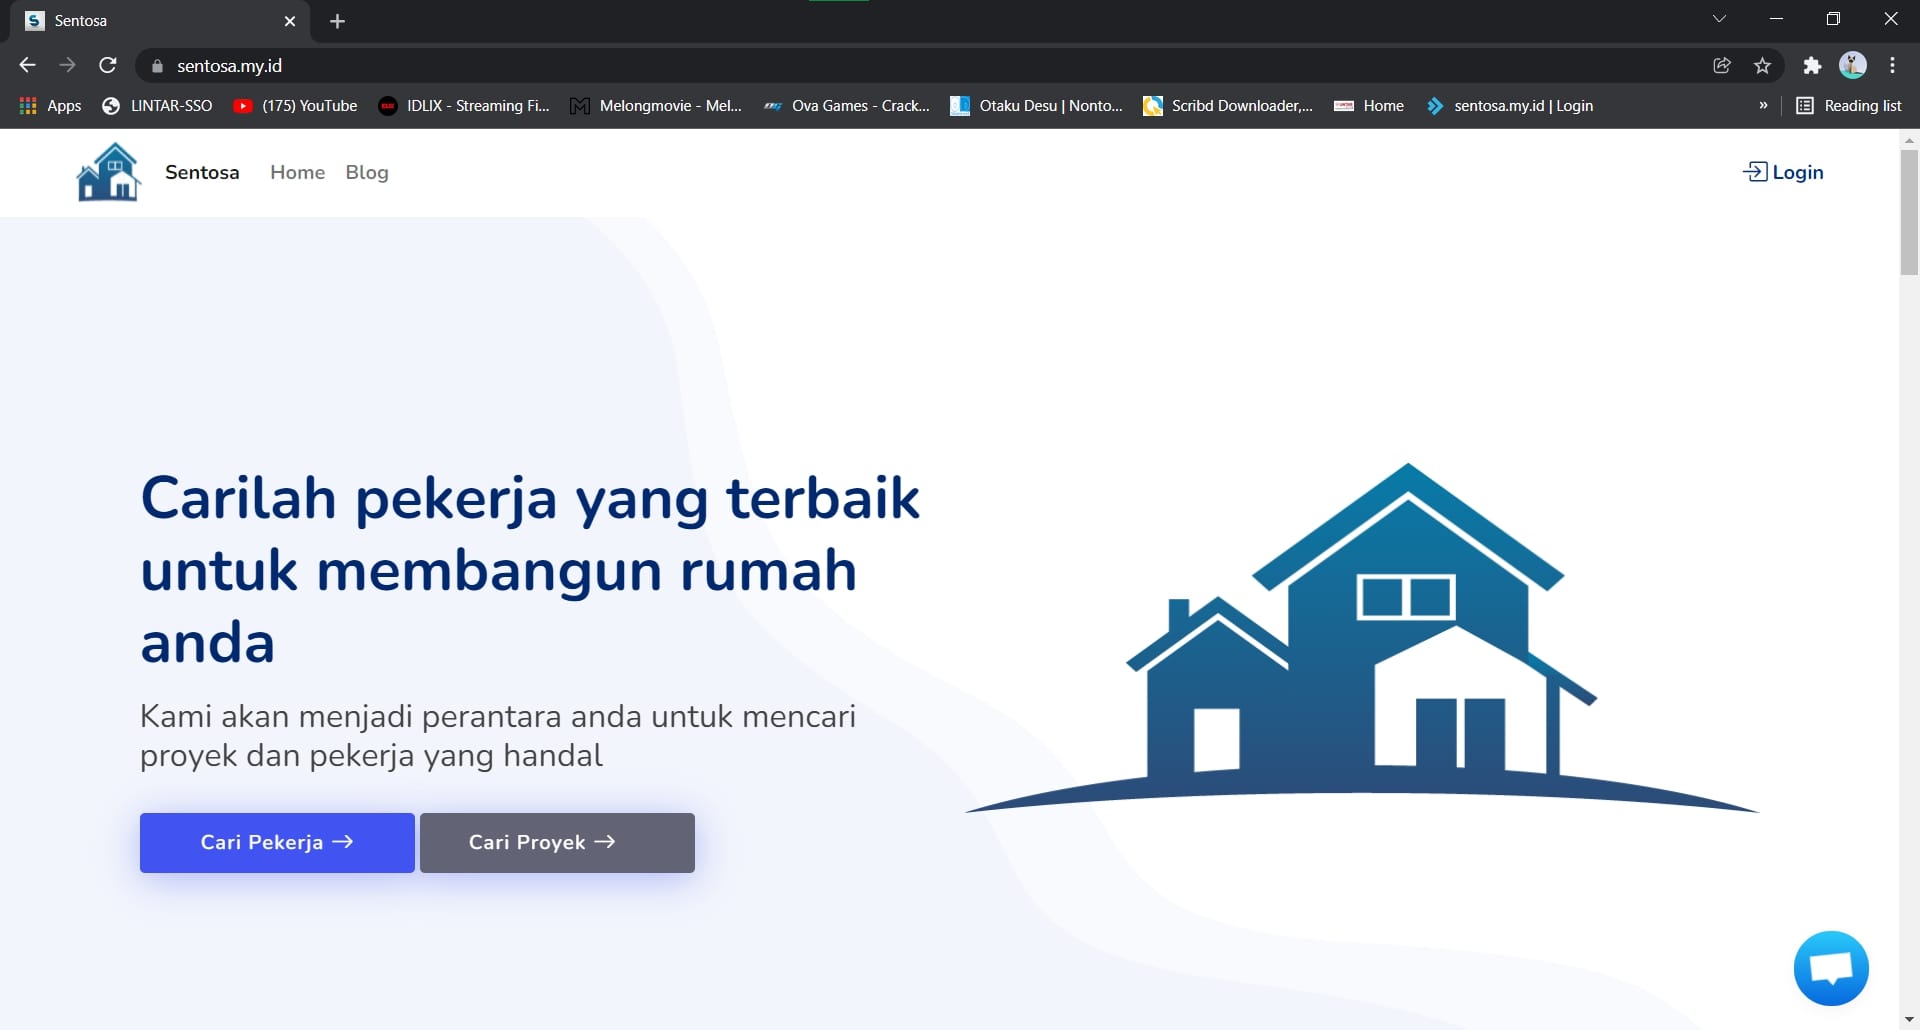 Sentosa
sentosa.my.id
Apps LINTAR-SSO (175) YouTube IDLIX - Streaming Fi... Melongmovie - Mel... Ova Games - Crack... Otaku Desu | Nonto... Scribd Downloader,... Home sentosa.my.id | Login » Reading list
Sentosa Home Blog Login
Carilah pekerja yang terbaik
untuk membangun rumah
anda
Kami akan menjadi perantara anda untuk mencari
proyek dan pekerja yang handal
Cari Pekerja → Cari Proyek →